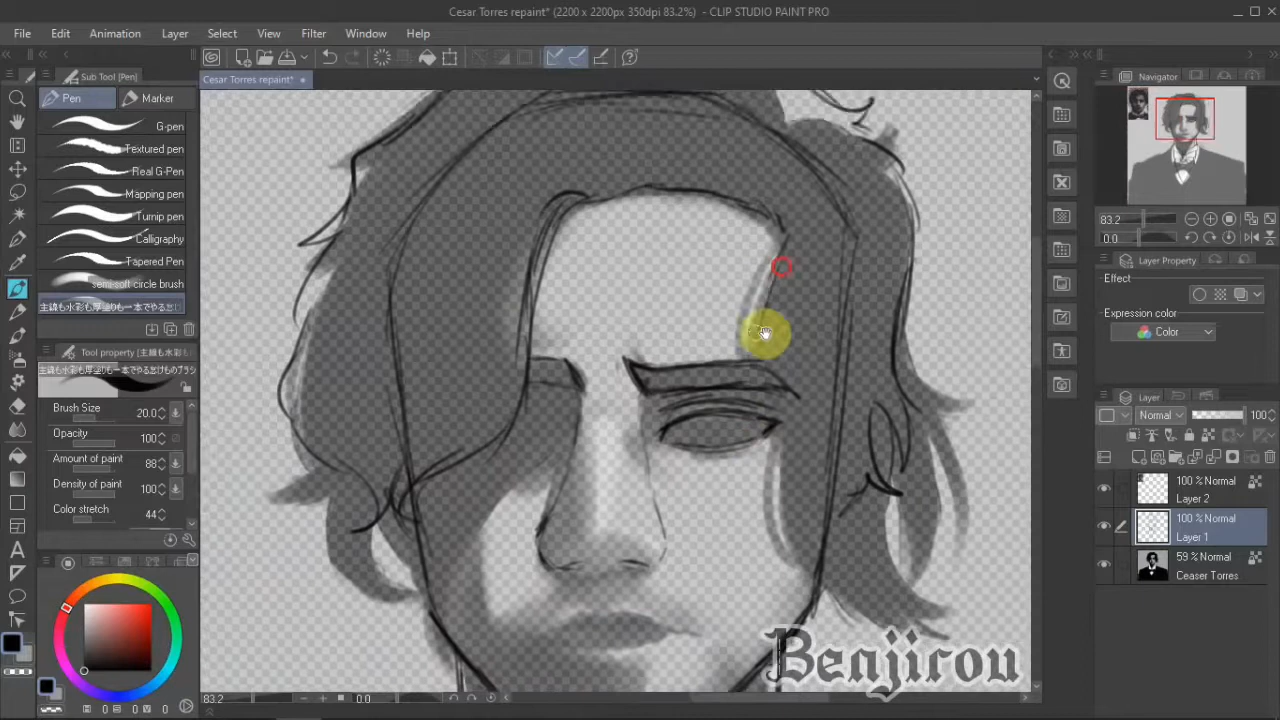 Cesar Torres repaint* (2200 x 2200px 350dpi 83.2%) - CLIP STUDIO PAINT PRO
File Edit Animation Layer Select View Filter Window Help
Sub Tool [Pen]
Cesar Torres repaint*
Navigator
Pen
Marker
G-pen
Textured pen
Real G-Pen
Mapping pen
Turnip pen
Calligraphy
Tapered Pen
semi-soft circle brush
Tool property
Brush Size 20.0
Opacity 100
Amount of paint 88
Density of paint 100
Color stretch 44
0 0 0
83.2
0.0
83.2
0.0
Layer Property
Effect
Expression color
Color
Layer
Normal
100
100 % Normal
Layer 2
100 % Normal
Layer 1
59 % Normal
Ceaser Torres
Benjirou